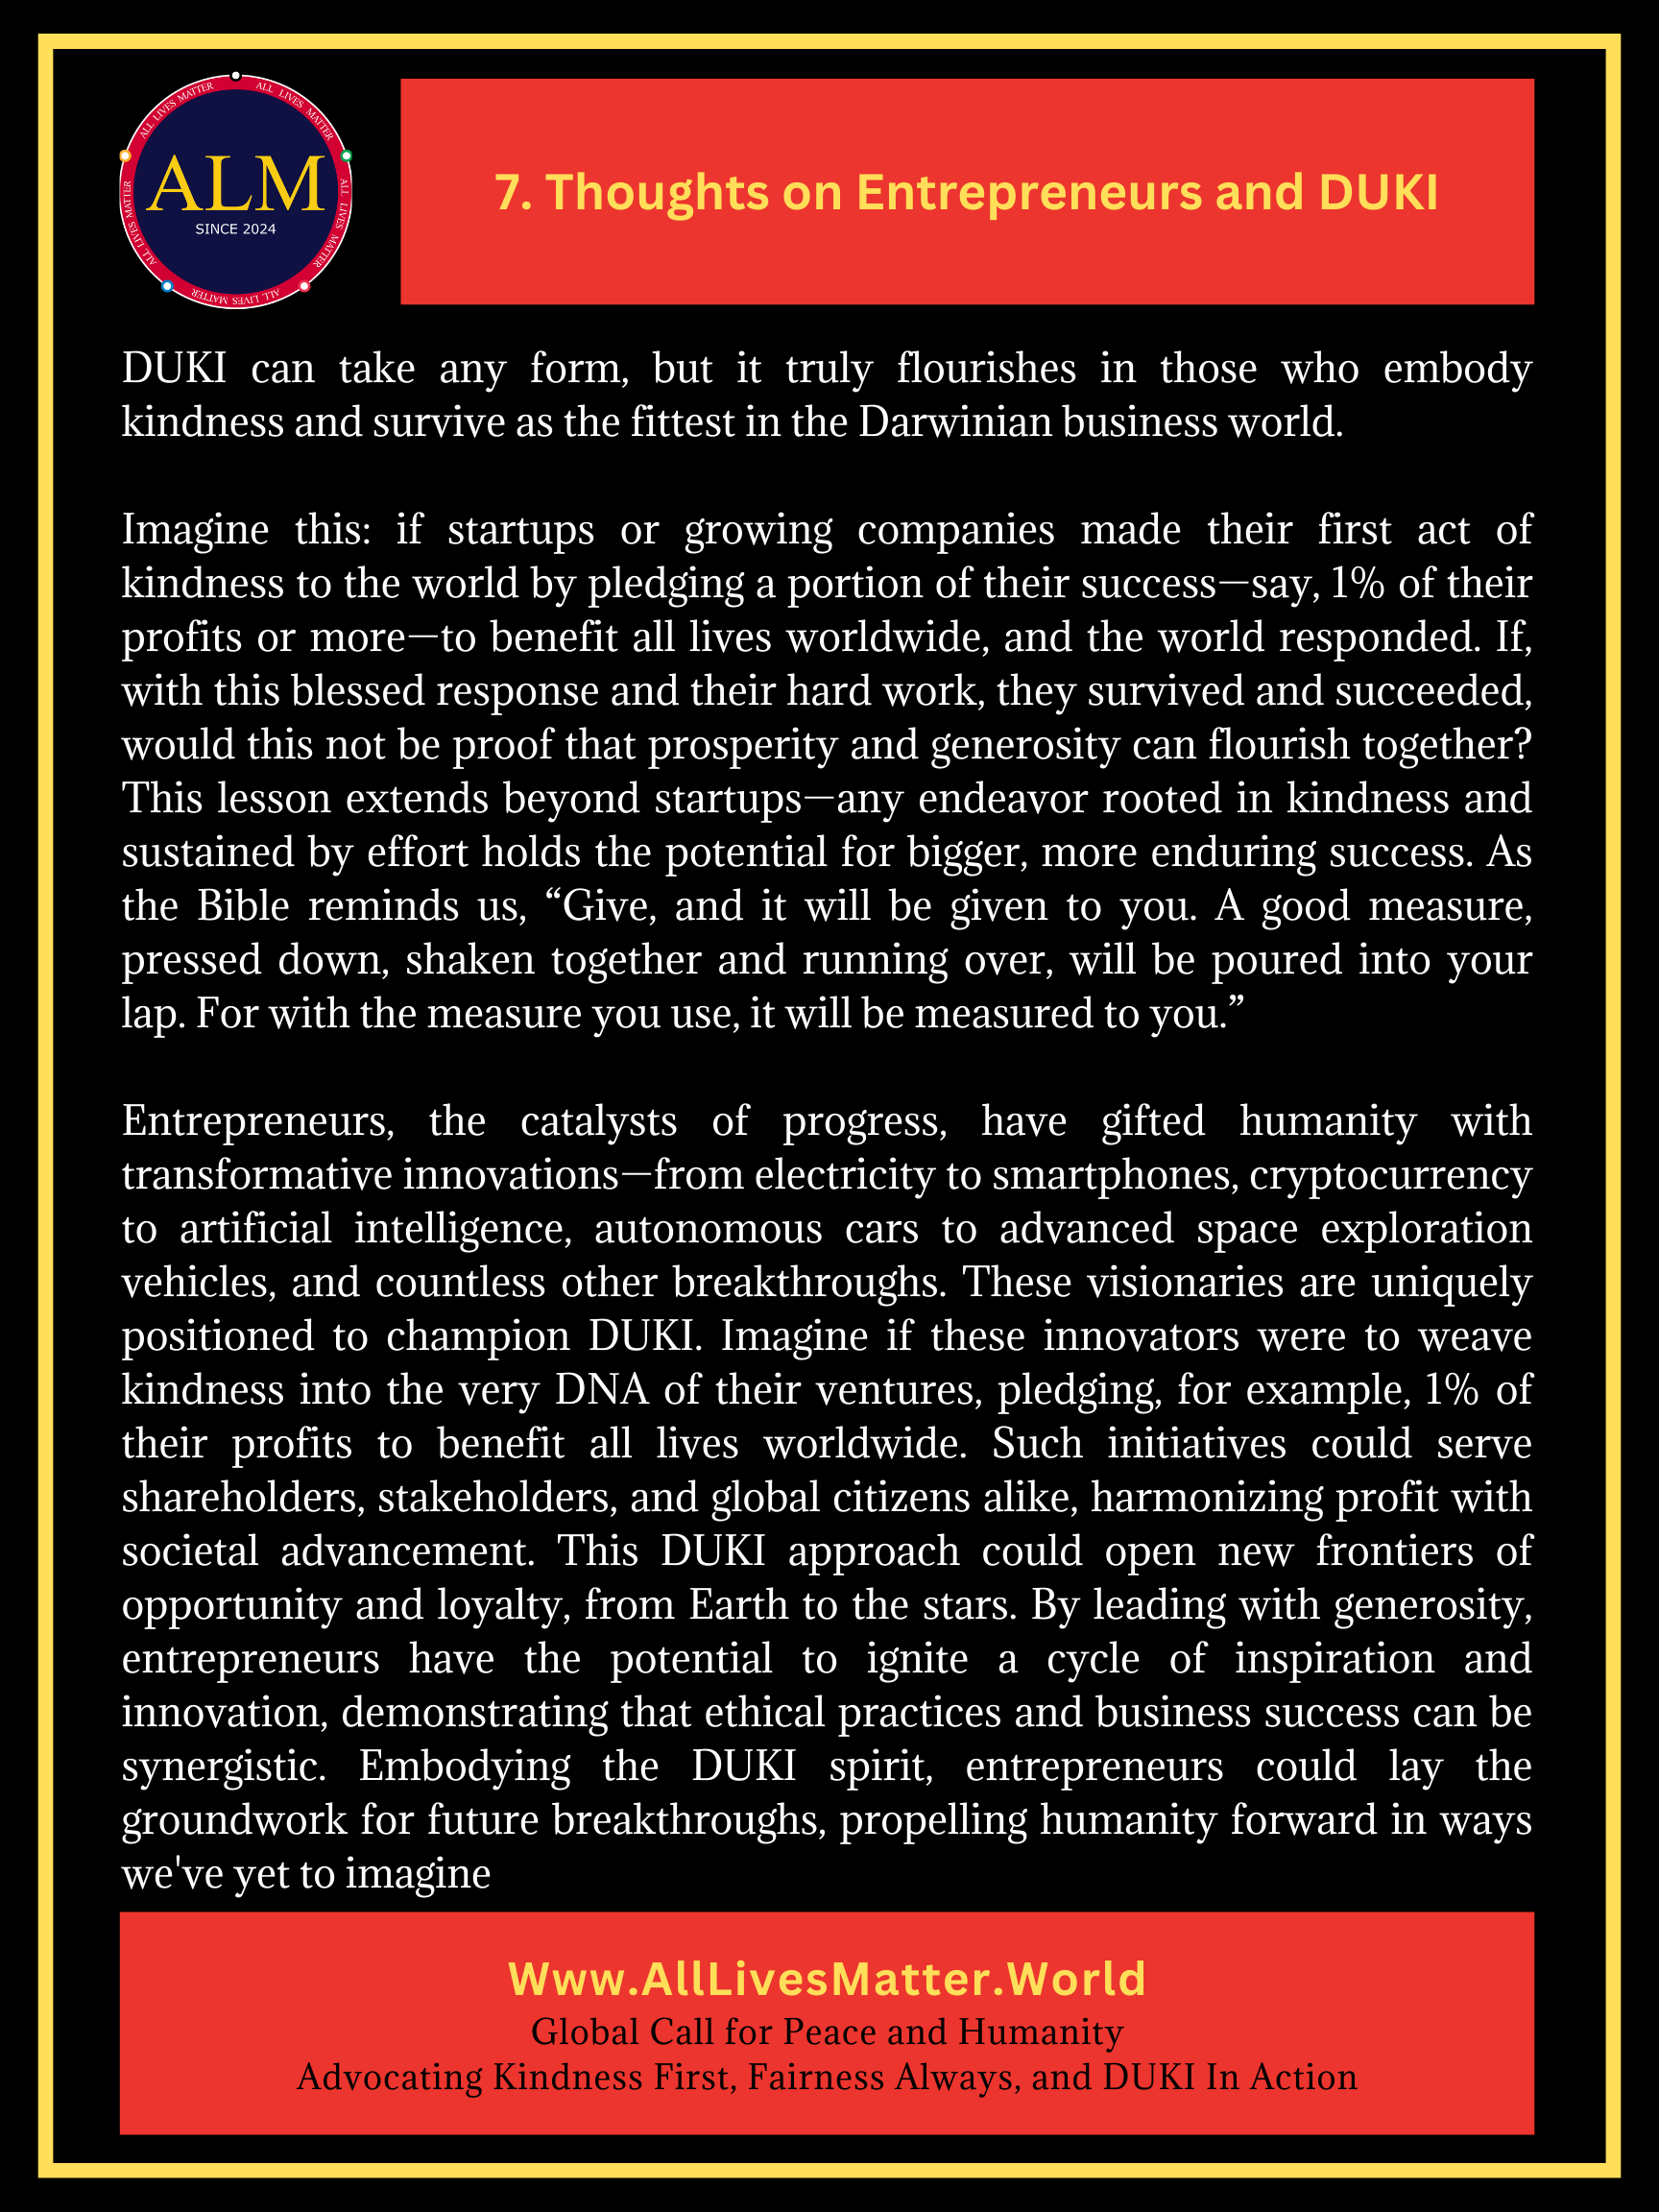 ALL LIVES MATTER
ALL LIVES MATTER
ALL LIVES MATTER
ALL LIVES MATTER
ALL LIVES MATTER
ALM
SINCE 2024
7. Thoughts on Entrepreneurs and DUKI
DUKI can take any form, but it truly flourishes in those who embody
kindness and survive as the fittest in the Darwinian business world.
Imagine this: if startups or growing companies made their first act of
kindness to the world by pledging a portion of their success—say, 1% of their
profits or more—to benefit all lives worldwide, and the world responded. If,
with this blessed response and their hard work, they survived and succeeded,
would this not be proof that prosperity and generosity can flourish together?
This lesson extends beyond startups—any endeavor rooted in kindness and
sustained by effort holds the potential for bigger, more enduring success. As
the Bible reminds us, “Give, and it will be given to you. A good measure,
pressed down, shaken together and running over, will be poured into your
lap. For with the measure you use, it will be measured to you.”
Entrepreneurs, the catalysts of progress, have gifted humanity with
transformative innovations—from electricity to smartphones, cryptocurrency
to artificial intelligence, autonomous cars to advanced space exploration
vehicles, and countless other breakthroughs. These visionaries are uniquely
positioned to champion DUKI. Imagine if these innovators were to weave
kindness into the very DNA of their ventures, pledging, for example, 1% of
their profits to benefit all lives worldwide. Such initiatives could serve
shareholders, stakeholders, and global citizens alike, harmonizing profit with
societal advancement. This DUKI approach could open new frontiers of
opportunity and loyalty, from Earth to the stars. By leading with generosity,
entrepreneurs have the potential to ignite a cycle of inspiration and
innovation, demonstrating that ethical practices and business success can be
synergistic. Embodying the DUKI spirit, entrepreneurs could lay the
groundwork for future breakthroughs, propelling humanity forward in ways
we've yet to imagine
Www.AllLivesMatter.World
Global Call for Peace and Humanity
Advocating Kindness First, Fairness Always, and DUKI In Action